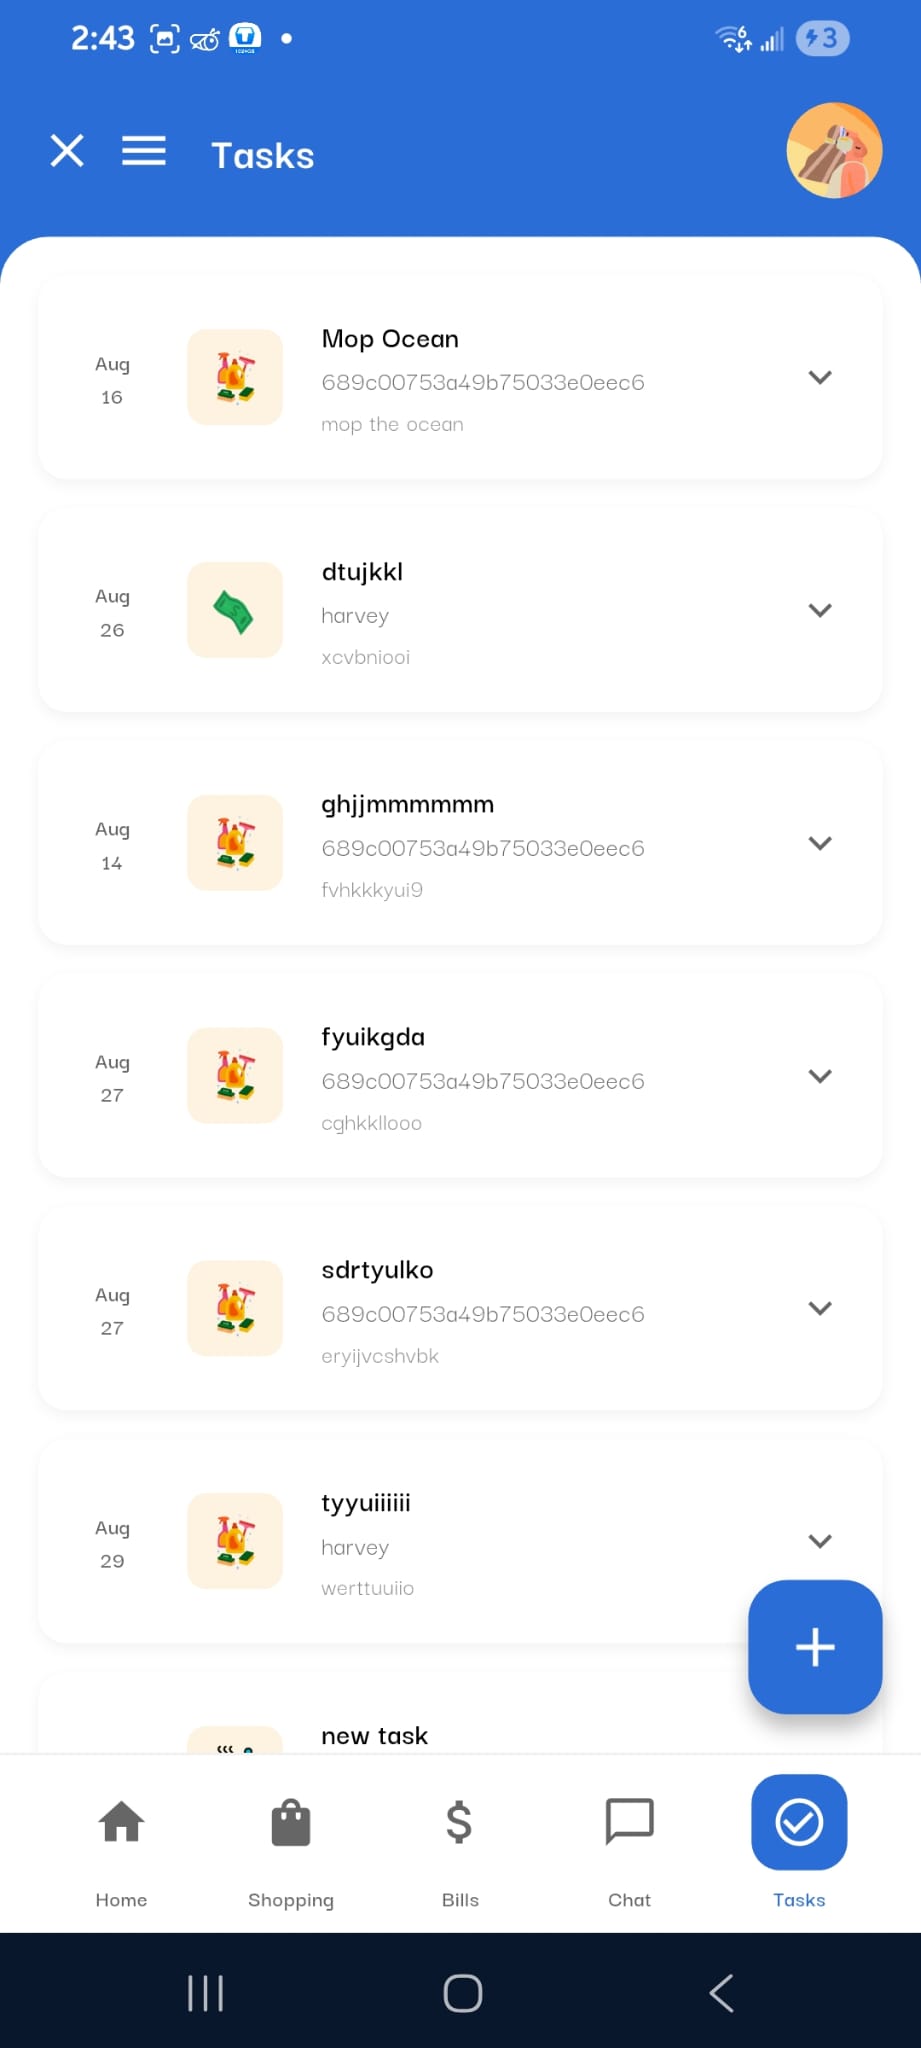 2:43
6
3
Tasks
Aug
16
Mop Ocean
689c00753a49b75033e0eec6
mop the ocean
Aug
26
dtujkkl
harvey
xcvbniooi
Aug
14
ghjjmmmmmm
689c00753a49b75033e0eec6
fvhkkkyui9
Aug
27
fyuikgda
689c00753a49b75033e0eec6
cghkkllooo
Aug
27
sdrtyulko
689c00753a49b75033e0eec6
eryijvcshvbk
Aug
29
tyyuiiiiii
harvey
werttuuiio
new task
Home
Shopping
Bills
Chat
Tasks